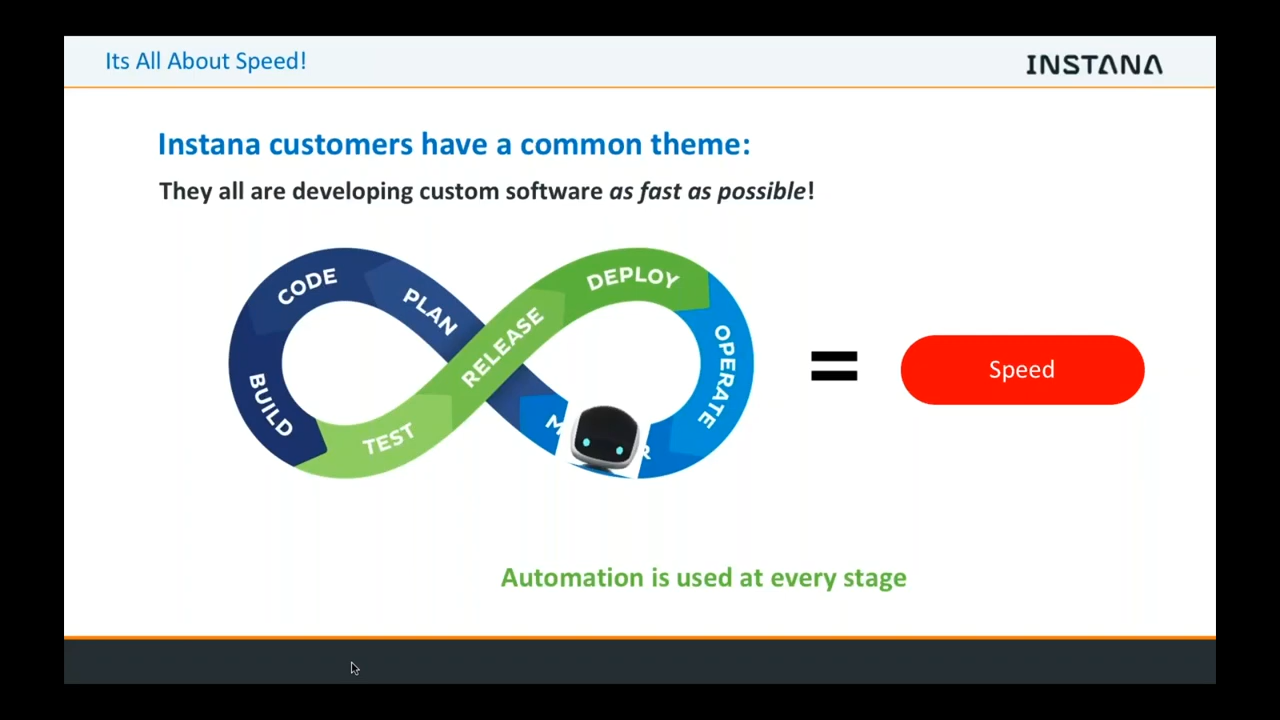 Its All About Speed!
INSTANA
Instana customers have a common theme:
They all are developing custom software as fast as possible!
CODE
PLAN
BUILD
TEST
RELEASE
DEPLOY
OPERATE
=
Speed
Automation is used at every stage